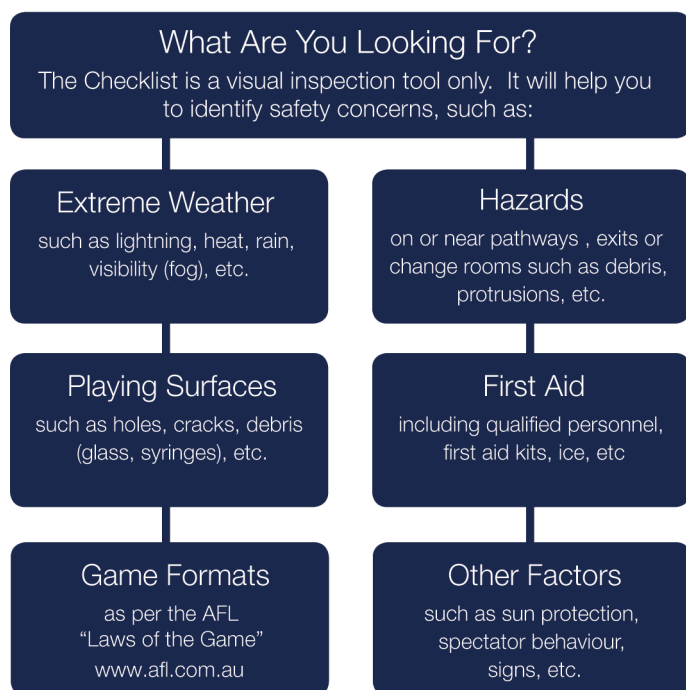 What Are You Looking For?
The Checklist is a visual inspection tool only.  It will help you
to identify safety concerns, such as:
Extreme Weather
such as lightning, heat, rain,
visibility (fog), etc.
Hazards
on or near pathways , exits or
change rooms such as debris,
protrusions, etc.
Playing Surfaces
such as holes, cracks, debris
(glass, syringes), etc.
First Aid
including qualified personnel,
first aid kits, ice, etc
Game Formats
as per the AFL
“Laws of the Game”
www.afl.com.au
Other Factors
such as sun protection,
spectator behaviour,
signs, etc.